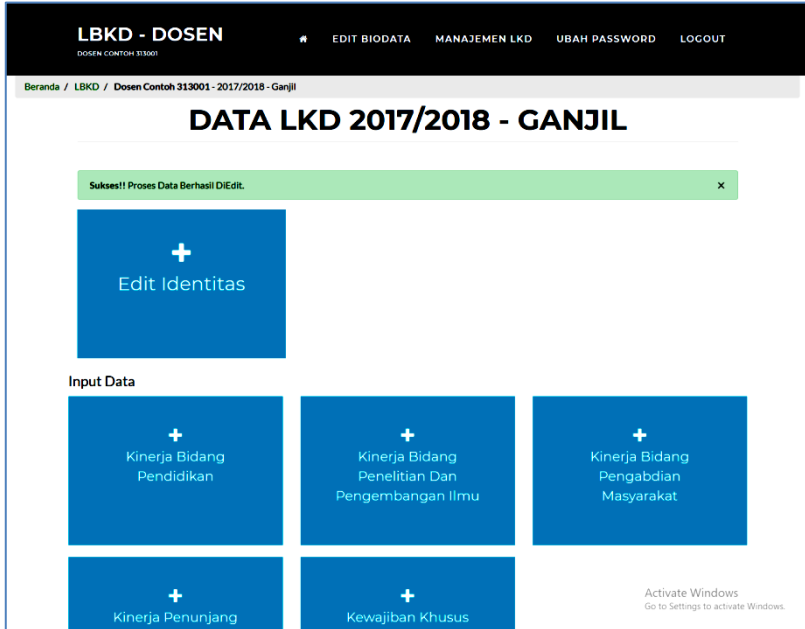 LBKD - DOSEN
DOSEN CONTOH 313001
EDIT BIODATA MANAJEMEN LKD UBAH PASSWORD LOGOUT
Beranda / LBKD / Dosen Contoh 313001 - 2017/2018 - Ganjil
DATA LKD 2017/2018 - GANJIL
Sukses!! Proses Data Berhasil DiEdit. ×
+
Edit Identitas
Input Data
+
Kinerja Bidang
Pendidikan
+
Kinerja Bidang
Penelitian Dan
Pengembangan Ilmu
+
Kinerja Bidang
Pengabdian
Masyarakat
+
Kinerja Penunjang
+
Kewajiban Khusus
Activate Windows
Go to Settings to activate Windows.